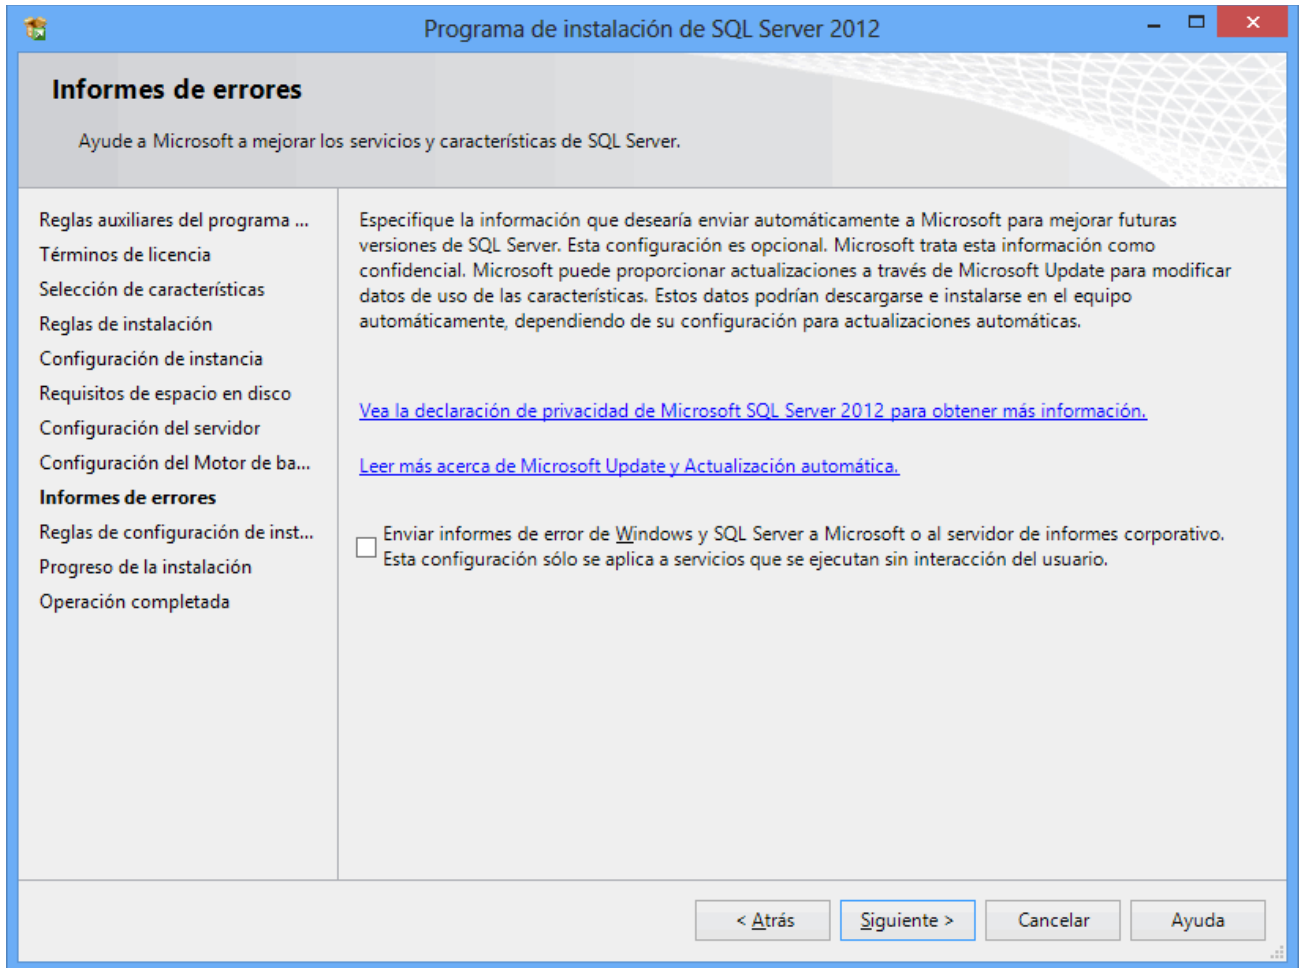 Programa de instalación de SQL Server 2012
Informes de errores
Ayude a Microsoft a mejorar los servicios y características de SQL Server.
Reglas auxiliares del programa ...
Términos de licencia
Selección de características
Reglas de instalación
Configuración de instancia
Requisitos de espacio en disco
Configuración del servidor
Configuración del Motor de ba...
Informes de errores
Reglas de configuración de inst...
Progreso de la instalación
Operación completada
Especifique la información que desearía enviar automáticamente a Microsoft para mejorar futuras
versiones de SQL Server. Esta configuración es opcional. Microsoft trata esta información como
confidencial. Microsoft puede proporcionar actualizaciones a través de Microsoft Update para modificar
datos de uso de las características. Estos datos podrían descargarse e instalarse en el equipo
automáticamente, dependiendo de su configuración para actualizaciones automáticas.
Vea la declaración de privacidad de Microsoft SQL Server 2012 para obtener más información.
Leer más acerca de Microsoft Update y Actualización automática.
Enviar informes de error de Windows y SQL Server a Microsoft o al servidor de informes corporativo.
Esta configuración sólo se aplica a servicios que se ejecutan sin interacción del usuario.
< Atrás
Siguiente >
Cancelar
Ayuda